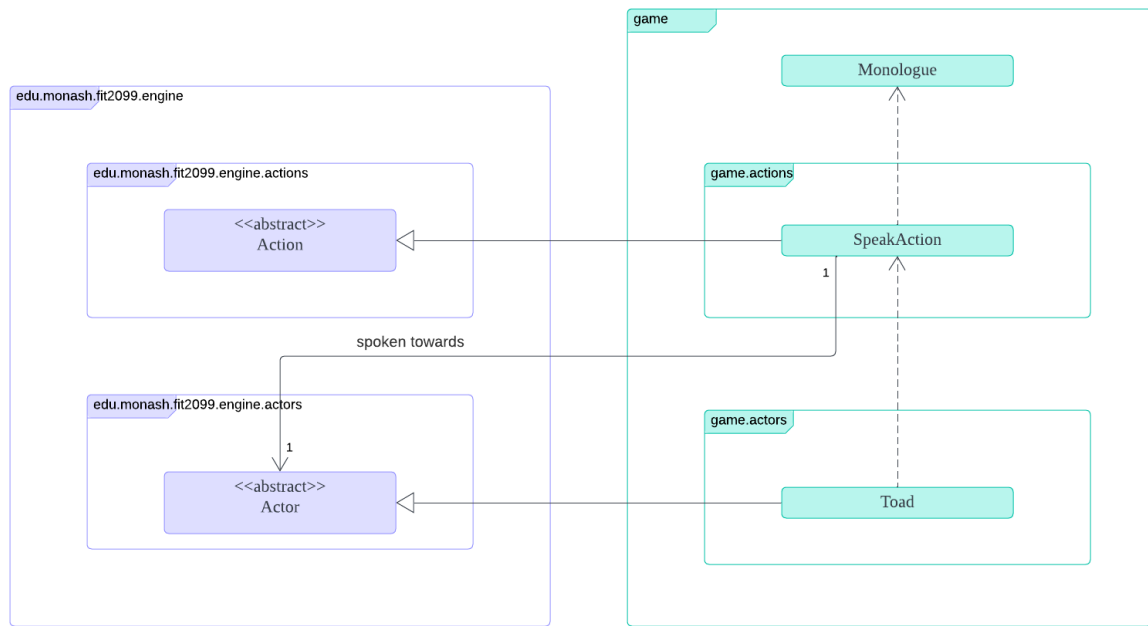 game
Monologue
edu.monash.fit2099.engine
edu.monash.fit2099.engine.actions
game.actions
<<abstract>>
Action
SpeakAction
1
spoken towards
edu.monash.fit2099.engine.actors
game.actors
1
<<abstract>>
Actor
Toad